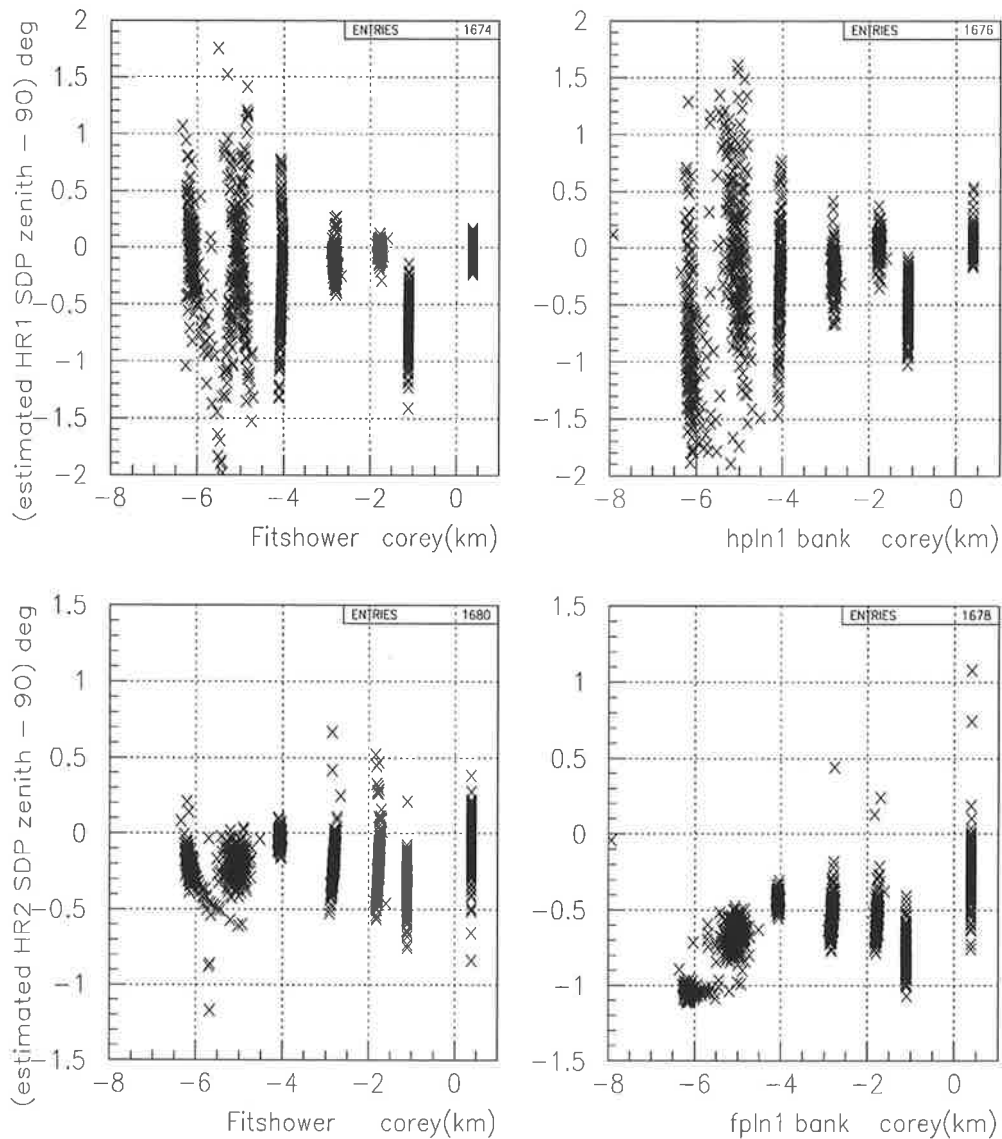 ENTRIES 1674
2
1.5
1
0.5
0
−0.5
−1
−1.5
−2
−8 −6 −4 −2 0
(estimated HR1 SDP zenith − 90) deg
Fitshower corey(km)
ENTRIES 1676
2
1.5
1
0.5
0
−0.5
−1
−1.5
−2
−8 −6 −4 −2 0
hpln1 bank corey(km)
ENTRIES 1680
1.5
1
0.5
0
−0.5
−1
−1.5
−8 −6 −4 −2 0
(estimated HR2 SDP zenith − 90) deg
Fitshower corey(km)
ENTRIES 1678
1.5
1
0.5
0
−0.5
−1
−1.5
−8 −6 −4 −2 0
fpln1 bank corey(km)